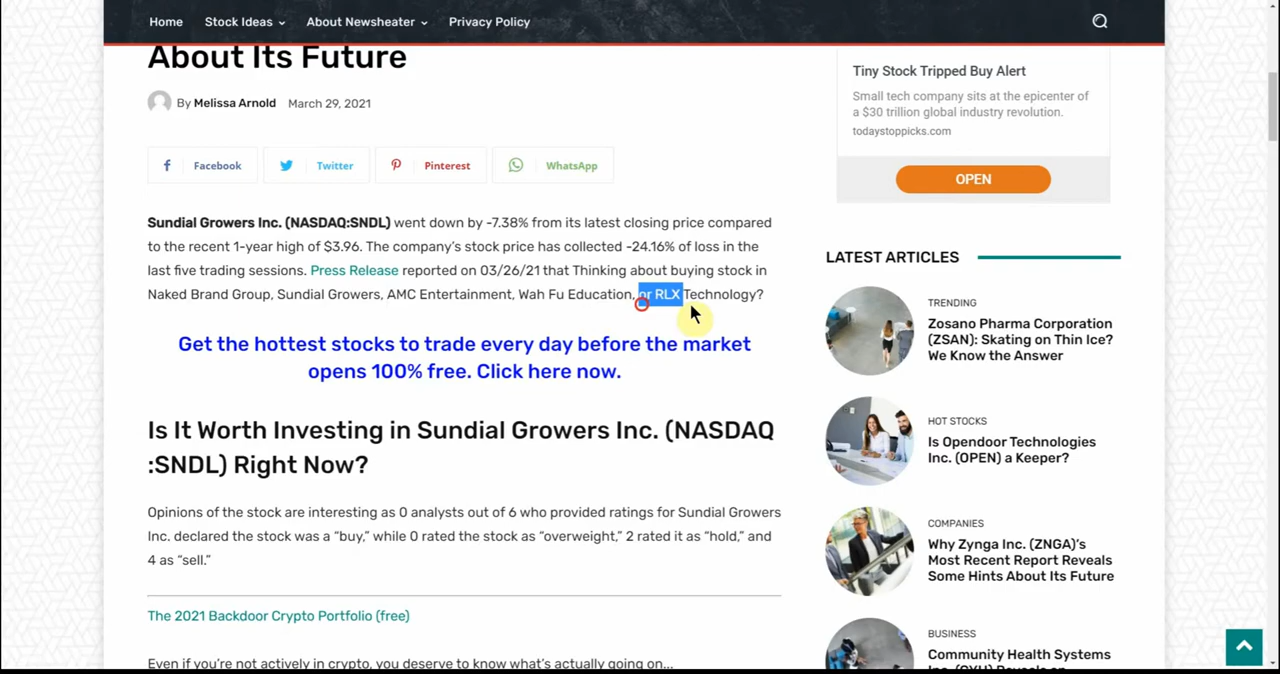 Home Stock Ideas About Newsheater Privacy Policy
About Its Future
By Melissa Arnold March 29, 2021
Facebook Twitter Pinterest WhatsApp
Sundial Growers Inc. (NASDAQ:SNDL) went down by -7.38% from its latest closing price compared
to the recent 1-year high of $3.96. The company's stock price has collected -24.16% of loss in the
last five trading sessions. Press Release reported on 03/26/21 that Thinking about buying stock in
Naked Brand Group, Sundial Growers, AMC Entertainment, Wah Fu Education, or RLX Technology?
Get the hottest stocks to trade every day before the market
opens 100% free. Click here now.
Is It Worth Investing in Sundial Growers Inc. (NASDAQ
:SNDL) Right Now?
Opinions of the stock are interesting as 0 analysts out of 6 who provided ratings for Sundial Growers
Inc. declared the stock was a “buy,” while 0 rated the stock as “overweight,” 2 rated it as “hold,” and
4 as “sell.”
The 2021 Backdoor Crypto Portfolio (free)
Even if you're not actively in crypto, you deserve to know what's actually going on...
Tiny Stock Tripped Buy Alert
Small tech company sits at the epicenter of
a $30 trillion global industry revolution.
todaystoppicks.com
OPEN
LATEST ARTICLES
TRENDING
Zosano Pharma Corporation
(ZSAN): Skating on Thin Ice?
We Know the Answer
HOT STOCKS
Is Opendoor Technologies
Inc. (OPEN) a Keeper?
COMPANIES
Why Zynga Inc. (ZNGA)'s
Most Recent Report Reveals
Some Hints About Its Future
BUSINESS
Community Health Systems
Inc. (CYH) Reveals on